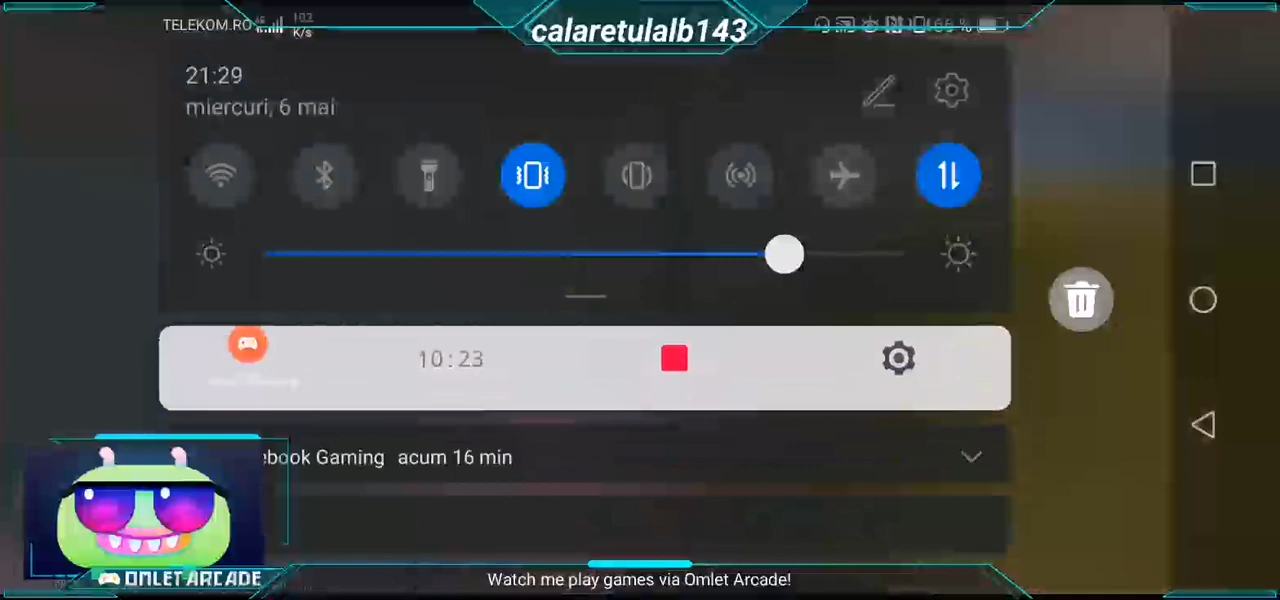 TELEKOM.RO
K/s
calaretulalb143
66 %
21:29
miercuri, 6 mai
10:23
ebook Gaming acum 16 min
OMLET ARCADE
Watch me play games via Omlet Arcade!